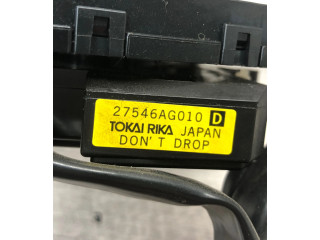 27546AG010 D
TOKAI RIKA JAPAN
DON'T DROP